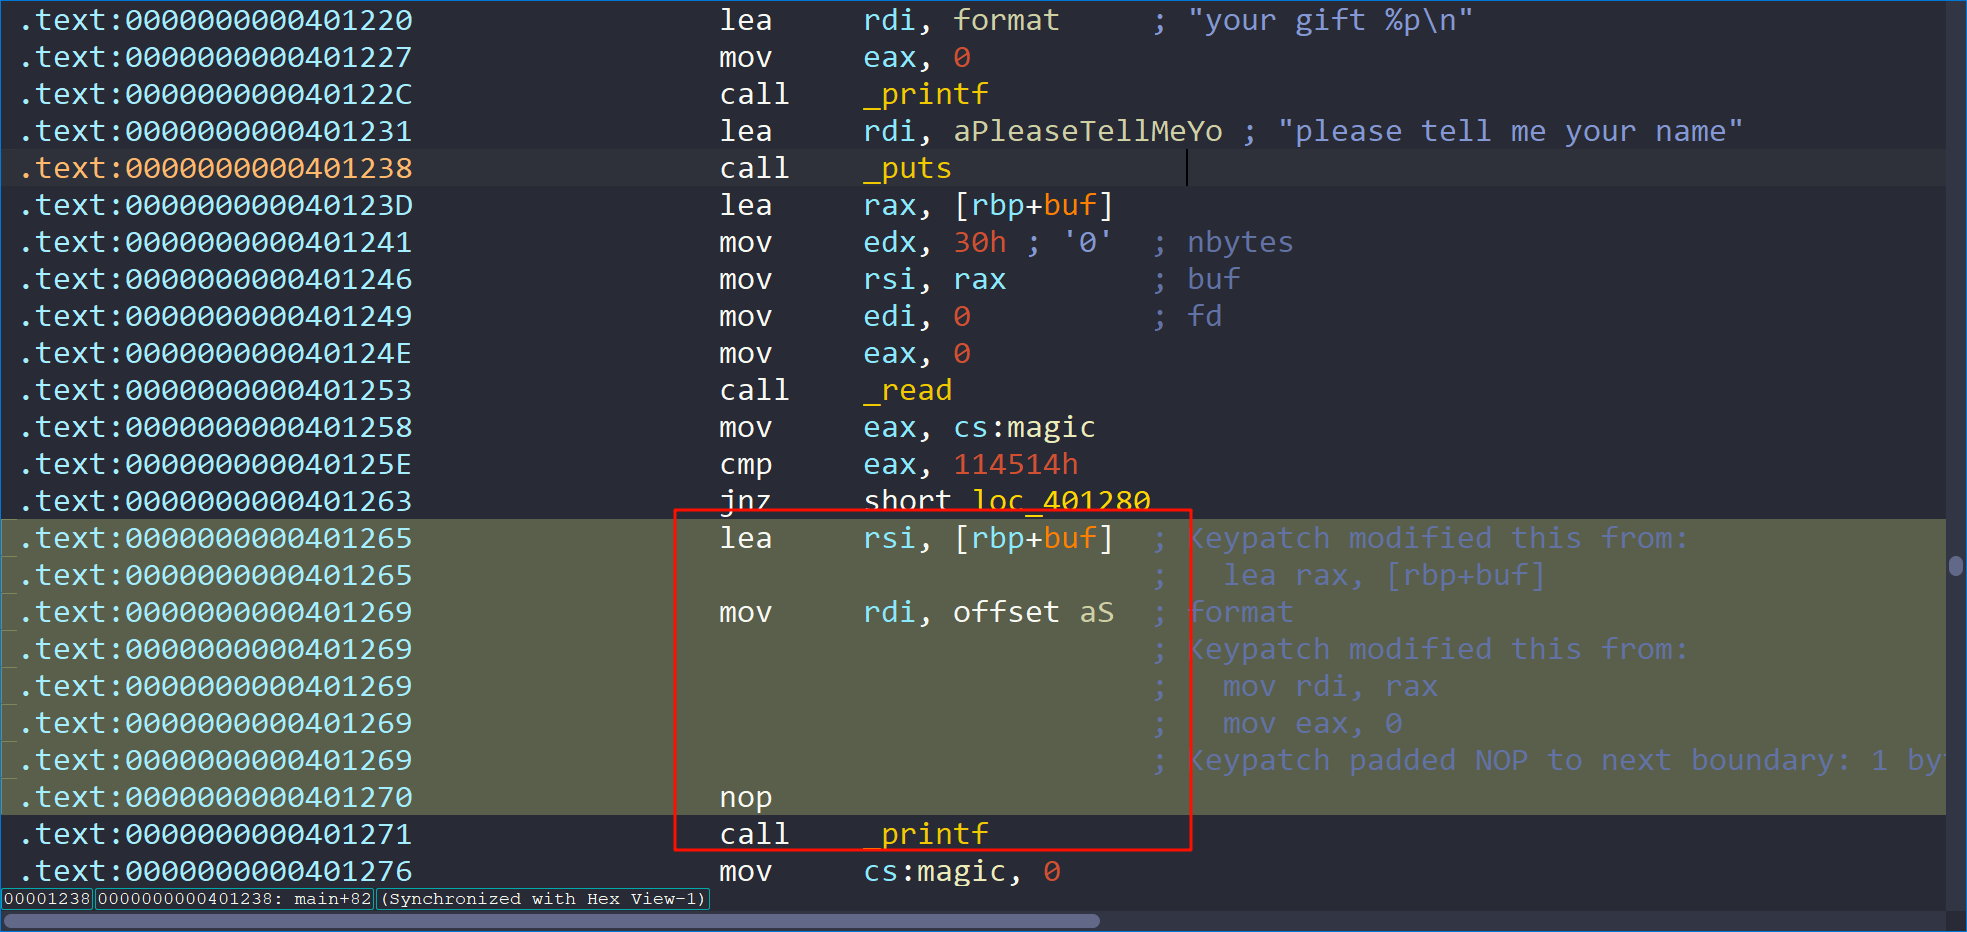 .text:0000000000401220 lea rdi, format ; "your gift %p\n"
.text:0000000000401227 mov eax, 0
.text:000000000040122C call _printf
.text:0000000000401231 lea rdi, aPleaseTellMeYo ; "please tell me your name"
.text:0000000000401238 call _puts
.text:000000000040123D lea rax, [rbp+buf]
.text:0000000000401241 mov edx, 30h ; '0' ; nbytes
.text:0000000000401246 mov rsi, rax ; buf
.text:0000000000401249 mov edi, 0 ; fd
.text:000000000040124E mov eax, 0
.text:0000000000401253 call _read
.text:0000000000401258 mov eax, cs:magic
.text:000000000040125E cmp eax, 114514h
.text:0000000000401263 jnz short loc_401280
.text:0000000000401265 lea rsi, [rbp+buf] ; Keypatch modified this from:
.text:0000000000401265 ; lea rax, [rbp+buf]
.text:0000000000401269 mov rdi, offset aS ; format
.text:0000000000401269 ; Keypatch modified this from:
.text:0000000000401269 ; mov rdi, rax
.text:0000000000401269 ; mov eax, 0
.text:0000000000401269 ; Keypatch padded NOP to next boundary: 1 by
.text:0000000000401270 nop
.text:0000000000401271 call _printf
.text:0000000000401276 mov cs:magic, 0
00001238 0000000000401238: main+82 (Synchronized with Hex View-1)